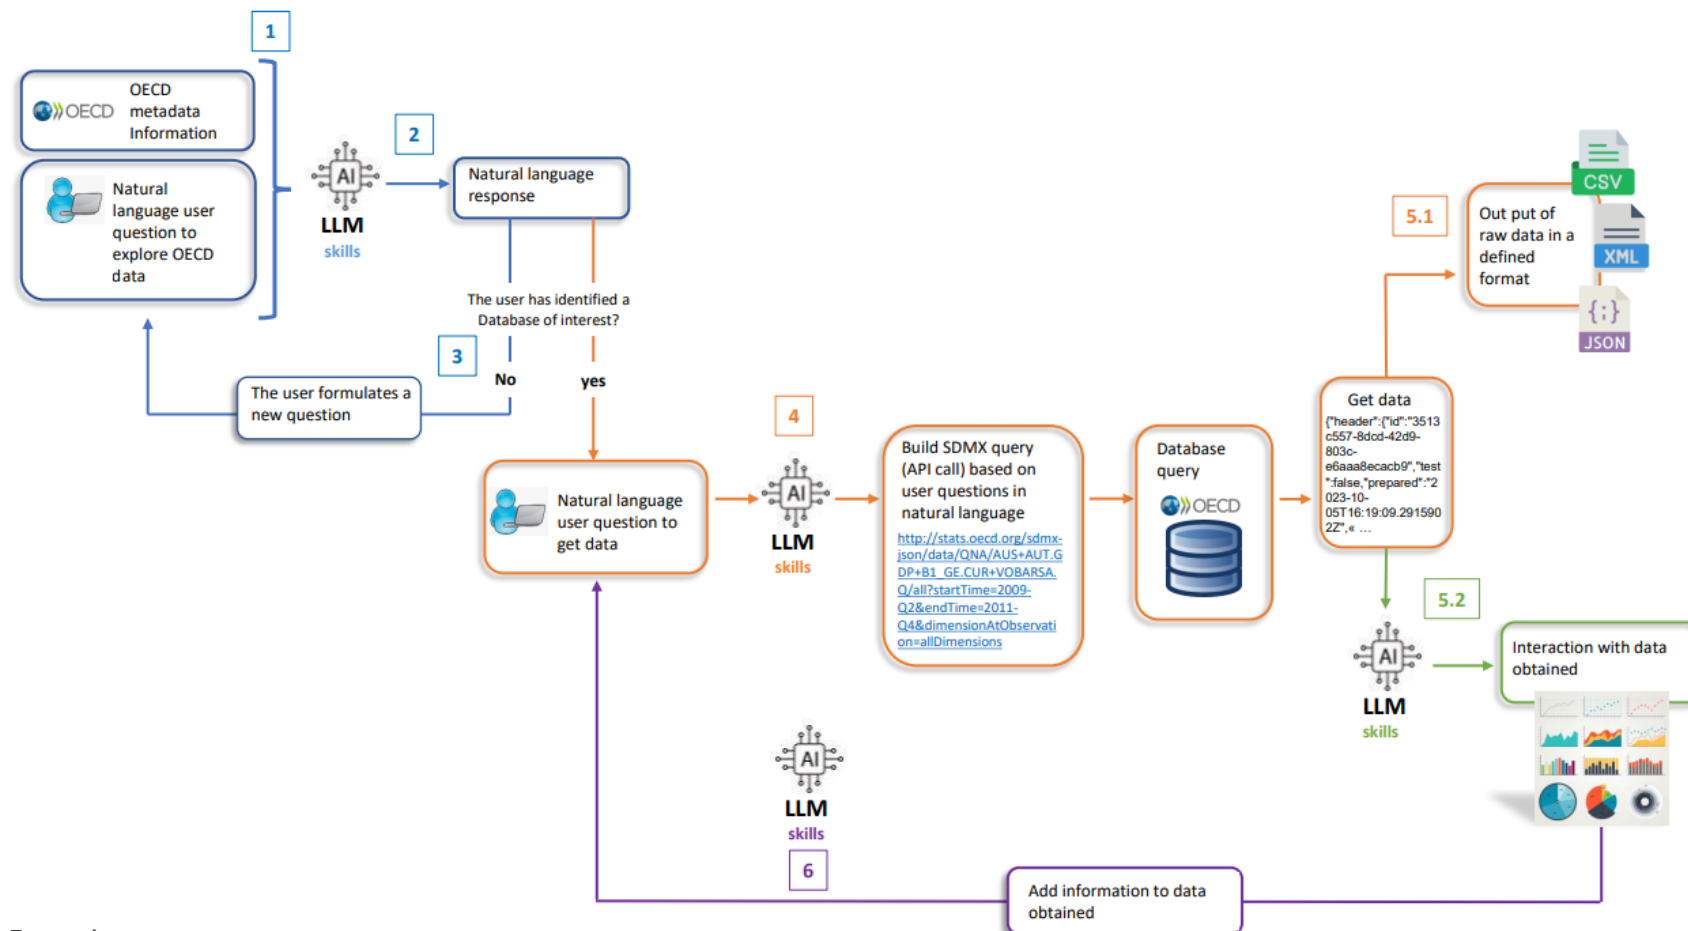 1
OECD
OECD
metadata
Information
Natural
language user
question to
explore OECD
data
AI
LLM
skills
2
Natural language
response
The user has identified a
Database of interest?
3
No
yes
The user formulates a
new question
Natural language
user question to
get data
4
AI
LLM
skills
Build SDMX query
(API call) based on
user questions in
natural language
http://stats.oecd.org/sdmx-
json/data/QNA/AUS+AUT.G
DP+B1_GE.CUR+VOBARSA.
Q/all?startTime=2009-
Q2&endTime=2011-
Q4&dimensionAtObservati
on=allDimensions
Database
query
OECD
Get data
{"header":{"id":"3513
c557-8dcd-42d9-
803c-
e6aaa8ecacb9","test
":false,"prepared":"2
023-10-
05T16:19:09.291590
2Z",« ...
5.1
Out put of
raw data in a
defined
format
CSV
XML
{;}
JSON
5.2
AI
LLM
skills
Interaction with data
obtained
AI
LLM
skills
6
Add information to data
obtained